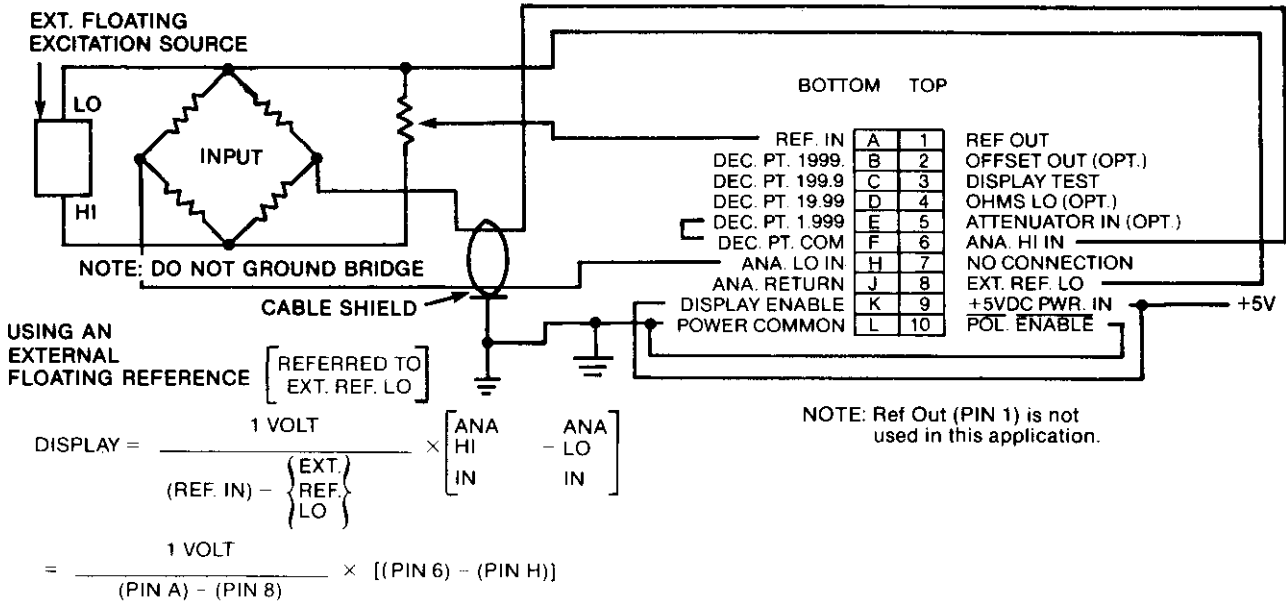 EXT. FLOATING
EXCITATION SOURCE
LO
INPUT
HI
NOTE: DO NOT GROUND BRIDGE
CABLE SHIELD
BOTTOM TOP
REF. IN A 1 REF OUT
DEC. PT. 1999. B 2 OFFSET OUT (OPT.)
DEC. PT. 199.9 C 3 DISPLAY TEST
DEC. PT. 19.99 D 4 OHMS LO (OPT.)
DEC. PT. 1.999 E 5 ATTENUATOR IN (OPT.)
DEC. PT. COM F 6 ANA. HI IN
ANA. LO IN H 7 NO CONNECTION
ANA. RETURN J 8 EXT. REF. LO
DISPLAY ENABLE K 9 +5VDC PWR. IN +5V
POWER COMMON L 10 POL. ENABLE
USING AN
EXTERNAL
FLOATING REFERENCE [REFERRED TO
EXT. REF. LO]
NOTE: Ref Out (PIN 1) is not
used in this application.
1 VOLT
DISPLAY = × [ANA HI IN - ANA LO IN]
(REF. IN) – {EXT. REF. LO}
1 VOLT
= × [(PIN 6) – (PIN H)]
(PIN A) – (PIN 8)